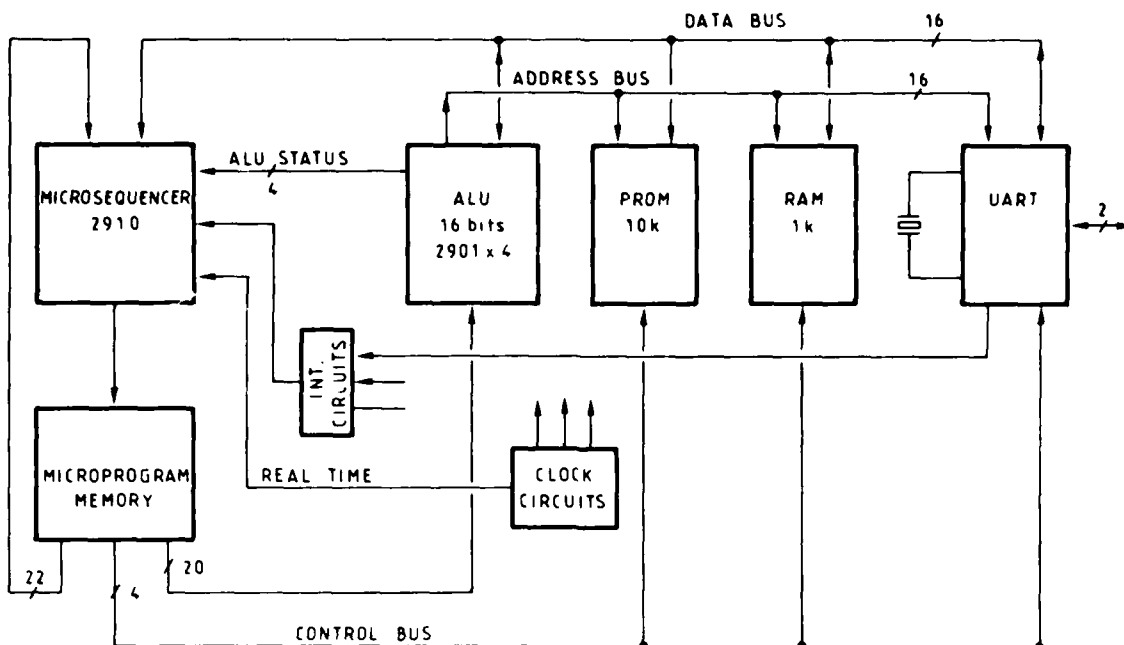 DATA BUS
16
ADDRESS BUS
16
ALU STATUS
4
MICROSEQUENCER
2910
ALU
16 bits
2901 x 4
PROM
10k
RAM
1k
UART
2
INT.
CIRCUITS
REAL TIME
CLOCK
CIRCUITS
MICROPROGRAM
MEMORY
22
4
20
CONTROL BUS